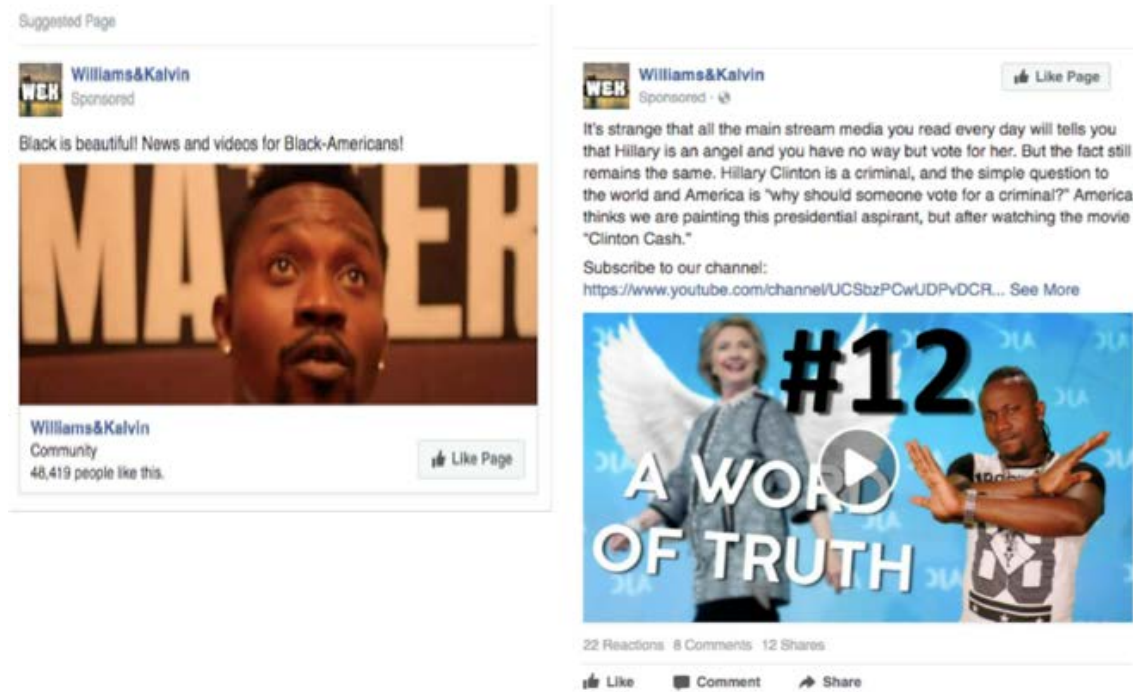 Suggested Page
WEK
Williams&Kalvin
Sponsored
Black is beautiful! News and videos for Black-Americans!
MATTER
Williams&Kalvin
Community
48,419 people like this.
Like Page
WEK
Williams&Kalvin
Sponsored ·
Like Page
It's strange that all the main stream media you read every day will tells you
that Hillary is an angel and you have no way but vote for her. But the fact still
remains the same. Hillary Clinton is a criminal, and the simple question to
the world and America is "why should someone vote for a criminal?" America
thinks we are painting this presidential aspirant, but after watching the movie
"Clinton Cash."
Subscribe to our channel:
https://www.youtube.com/channel/UCSbzPCwUDPvDCR... See More
#12
A WORD
OF TRUTH
AJC
22 Reactions 8 Comments 12 Shares
Like Comment Share